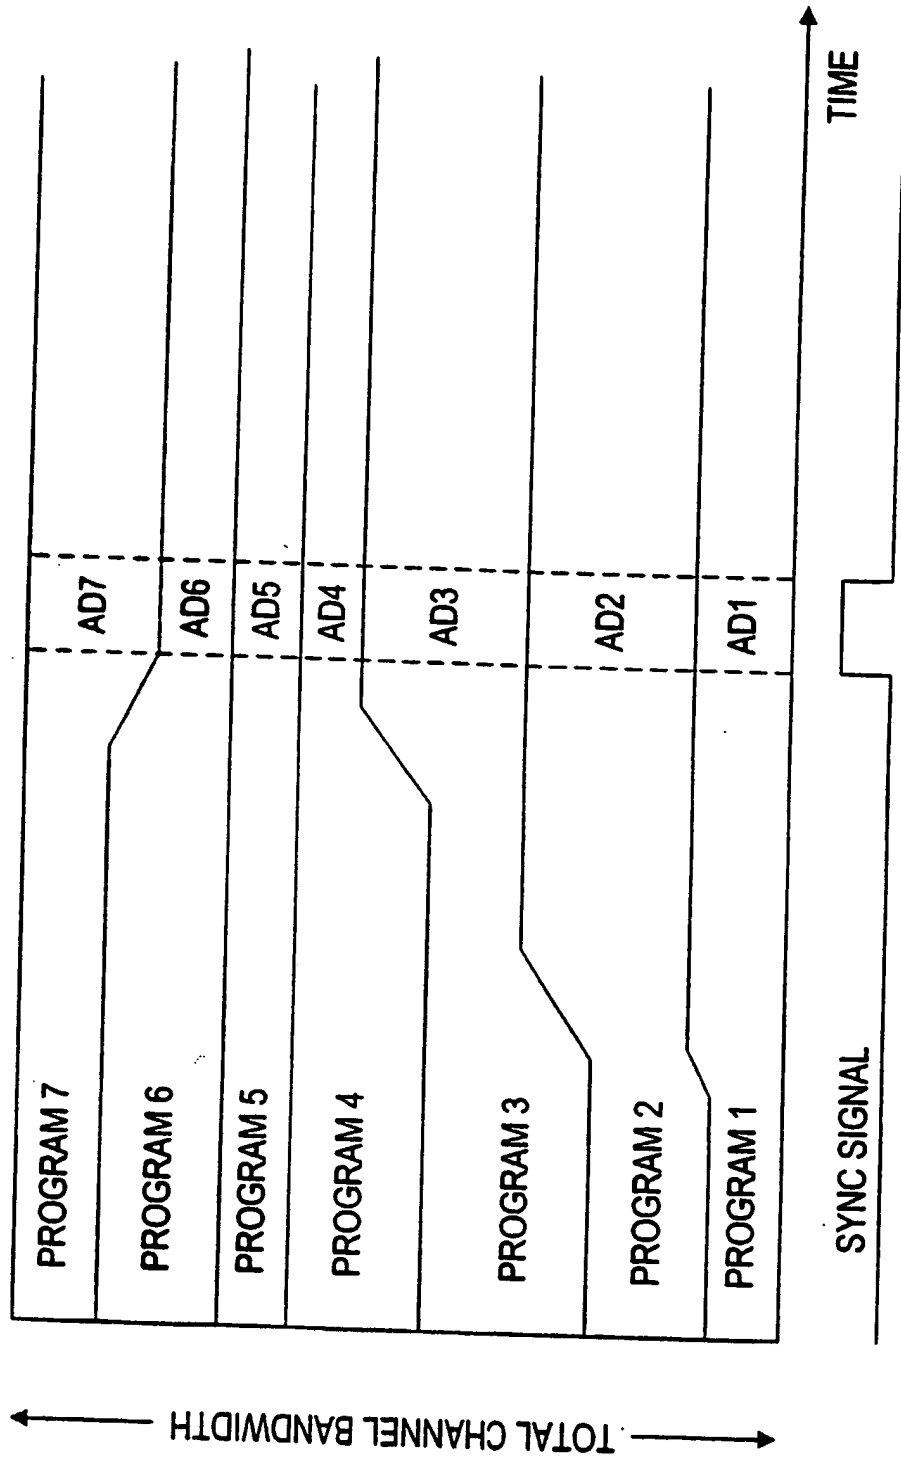 TOTAL CHANNEL BANDWIDTH
PROGRAM 7
AD7
PROGRAM 6
AD6
PROGRAM 5
AD5
PROGRAM 4
AD4
PROGRAM 3
AD3
PROGRAM 2
AD2
PROGRAM 1
AD1
TIME
SYNC SIGNAL